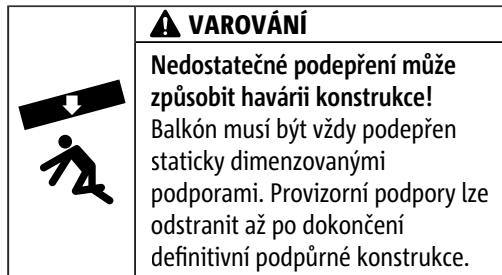 VAROVÁNÍ
Nedostatečné podepření může
způsobit havárii konstrukce!
Balkón musí být vždy podepřen
staticky dimenzovanými
podporami. Provizorní podpory lze
odstranit až po dokončení
definitivní podpůrné konstrukce.